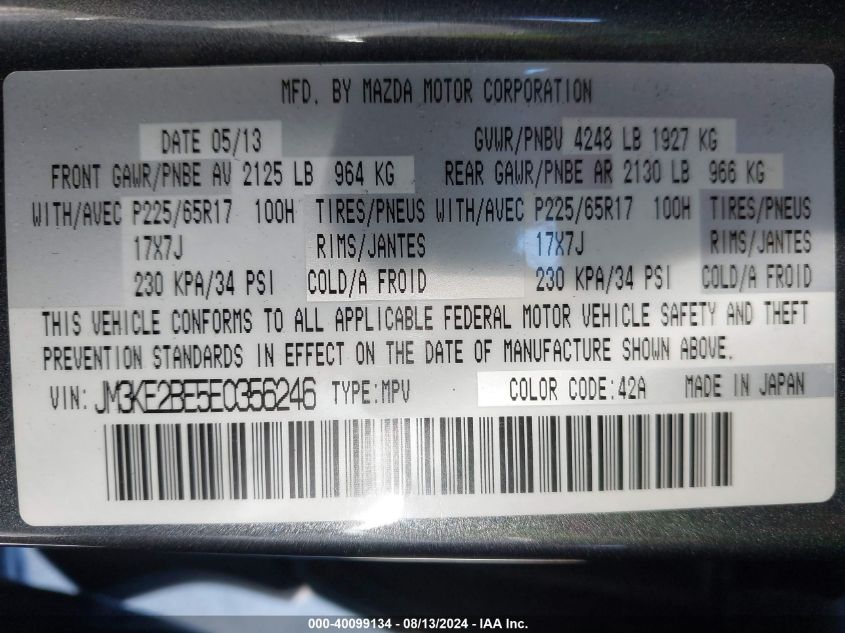 MFD. BY MAZDA MOTOR CORPORATION
DATE 05/13 GVWR/PNBV 4248 LB 1927 KG
FRONT GAWR/PNBE AV 2125 LB 964 KG REAR GAWR/PNBE AR 2130 LB 966 KG
WITH/AVEC P225/65R17 100H TIRES/PNEUS WITH/AVEC P225/65R17 100H TIRES/PNEUS
17X7J RIMS/JANTES 17X7J RIMS/JANTES
230 KPA/34 PSI COLD/A FROID 230 KPA/34 PSI COLD/A FROID
THIS VEHICLE CONFORMS TO ALL APPLICABLE FEDERAL MOTOR VEHICLE SAFETY AND THEFT
PREVENTION STANDARDS IN EFFECT ON THE DATE OF MANUFACTURE SHOWN ABOVE.
VIN: JM3KE2BE5E0356246 TYPE:MPV COLOR CODE:42A MADE IN JAPAN
000-40099134 - 08/13/2024 - IAA Inc.